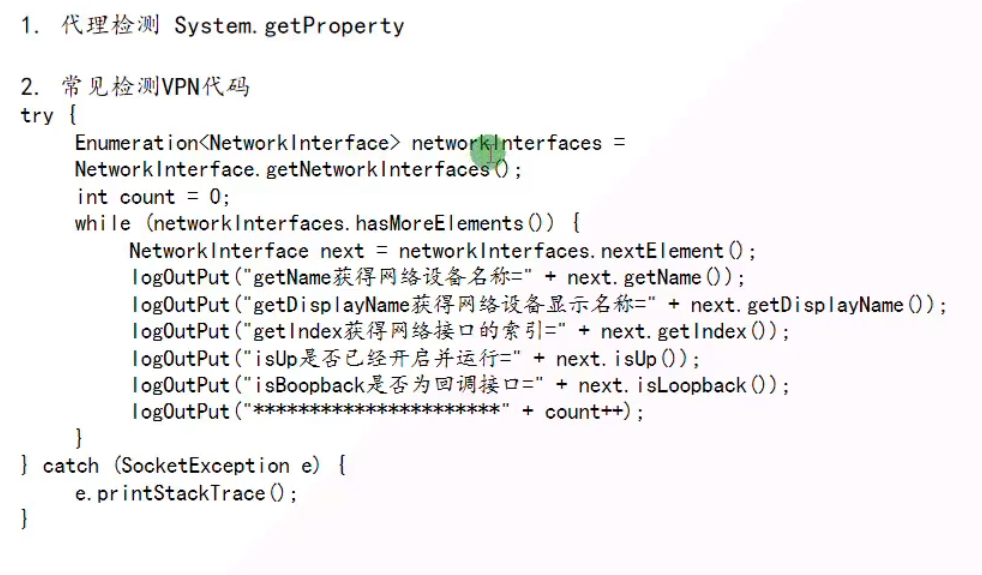 1. 代理检测 System.getProperty
2. 常见检测VPN代码
try {
Enumeration<NetworkInterface> networkInterfaces =
NetworkInterface.getNetworkInterfaces();
int count = 0;
while (networkInterfaces.hasMoreElements()) {
NetworkInterface next = networkInterfaces.nextElement();
logOutPut("getName获得网络设备名称=" + next.getName());
logOutPut("getDisplayName获得网络设备显示名称=" + next.getDisplayName());
logOutPut("getIndex获得网络接口的索引=" + next.getIndex());
logOutPut("isUp是否已经开启并运行=" + next.isUp());
logOutPut("isBoopback是否为回调接口=" + next.isLoopback());
logOutPut("**********************" + count++);
}
} catch (SocketException e) {
e.printStackTrace();
}